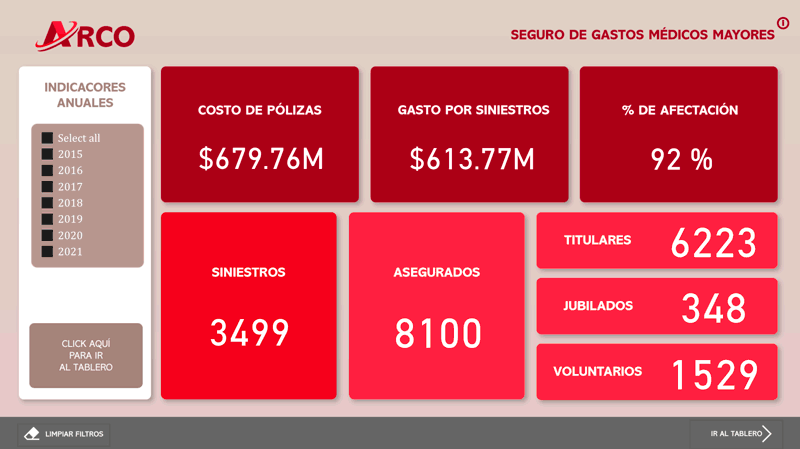 ARCO
SEGURO DE GASTOS MÉDICOS MAYORES
INDICACORES
ANUALES
Select all
2015
2016
2017
2018
2019
2020
2021
CLICK AQUÍ
PARA IR
AL TABLERO
COSTO DE PÓLIZAS
$679.76M
GASTO POR SINIESTROS
$613.77M
% DE AFECTACIÓN
92 %
SINIESTROS
3499
ASEGURADOS
8100
TITULARES
6223
JUBILADOS
348
VOLUNTARIOS
1529
LIMPIAR FILTROS
IR AL TABLERO